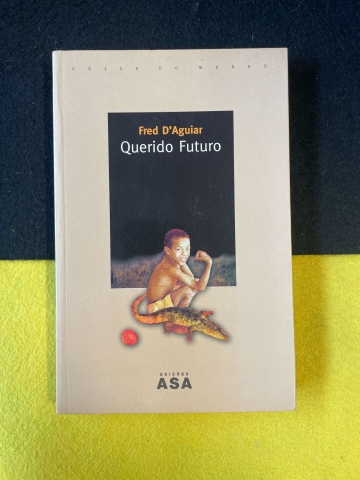 VOZES DO MUNDO
Fred D'Aguiar
Querido Futuro
EDIÇÕES
ASA